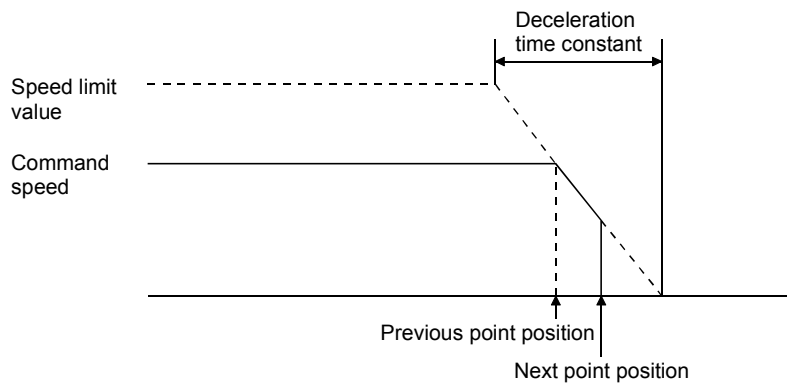 Deceleration
time constant
Speed limit
value
Command
speed
Previous point position
Next point position